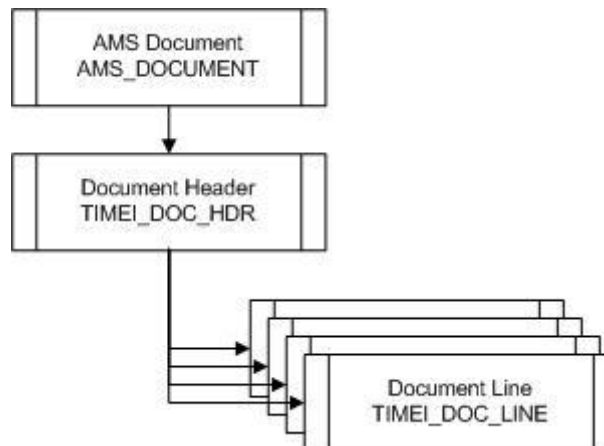 AMS Document
AMS_DOCUMENT
Document Header
TIMEI_DOC_HDR
Document Line
TIMEI_DOC_LINE